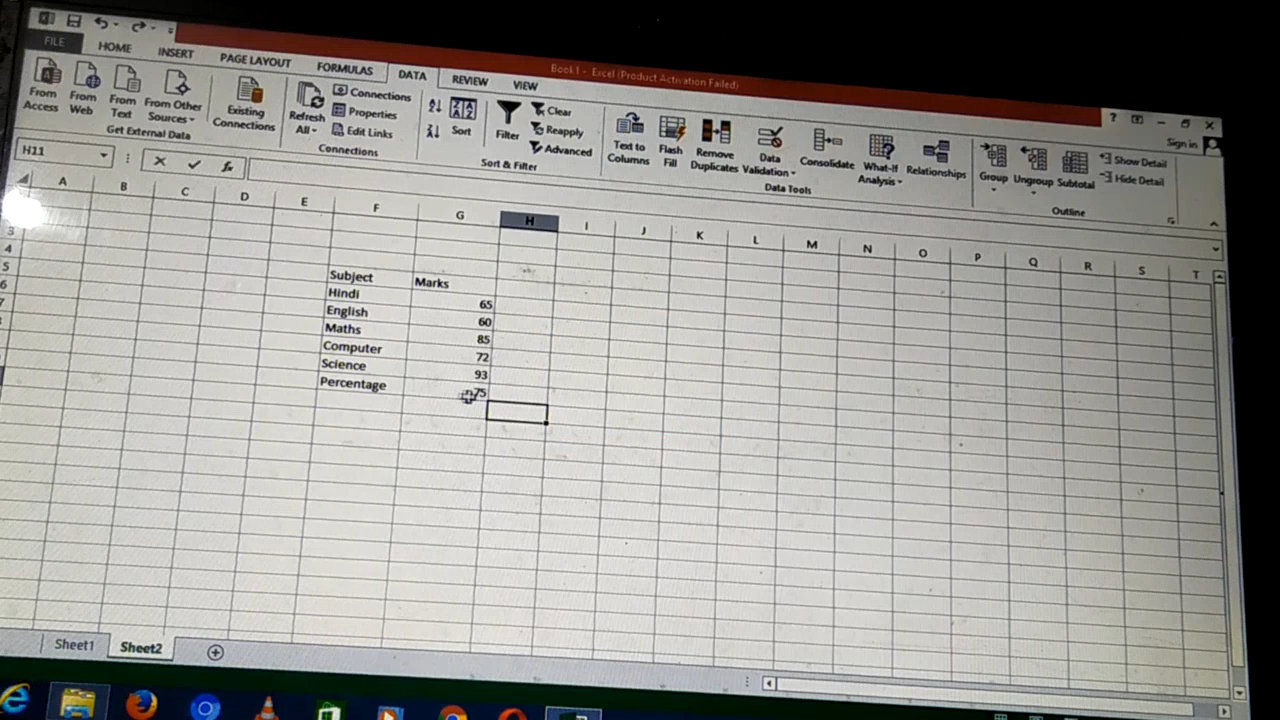 Book1 - Excel (Product Activation Failed)
FILE HOME INSERT PAGE LAYOUT FORMULAS DATA REVIEW VIEW
Sign in
From Access
From Web
From Text
From Other Sources
Existing Connections
Get External Data
Refresh All
Connections
Properties
Edit Links
Connections
Sort
Filter
Clear
Reapply
Advanced
Sort & Filter
Text to Columns
Flash Fill
Remove Duplicates
Data Validation
Consolidate
What-If Analysis
Relationships
Data Tools
Group
Ungroup
Subtotal
Show Detail
Hide Detail
Outline
H11
fx
A B C D E F G H I J K L M N O P Q R S T
3
4
5
6
7
8
Subject Marks
Hindi 65
English 60
Maths 85
Computer 72
Science 93
Percentage 75
Sheet1 Sheet2